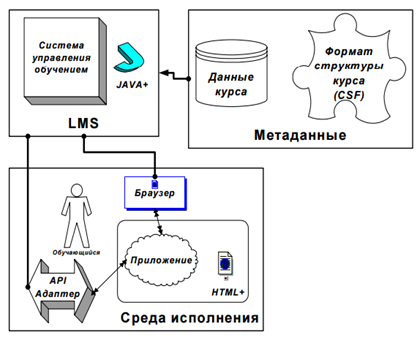 Система
управления
обучением
JAVA+
LMS
Данные
курса
Формат
структуры
курса
(CSF)
Метаданные
Браузер
Обучающийся
API
Адаптер
Приложение
HTML+
Среда исполнения